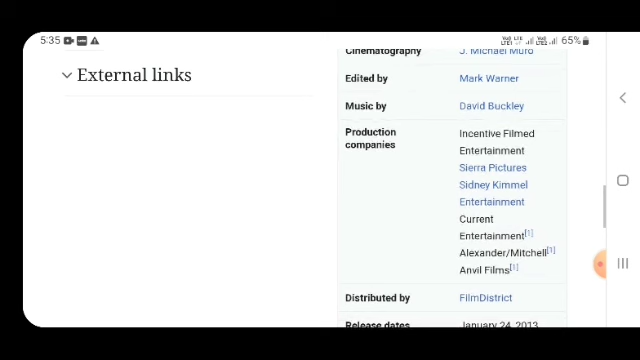 5:35
65%
External links
Cinematography J. Michael Muro
Edited by Mark Warner
Music by David Buckley
Production companies
Incentive Filmed
Entertainment
Sierra Pictures
Sidney Kimmel
Entertainment
Current
Entertainment[1]
Alexander/Mitchell[1]
Anvil Films[1]
Distributed by FilmDistrict
Release dates January 24, 2013